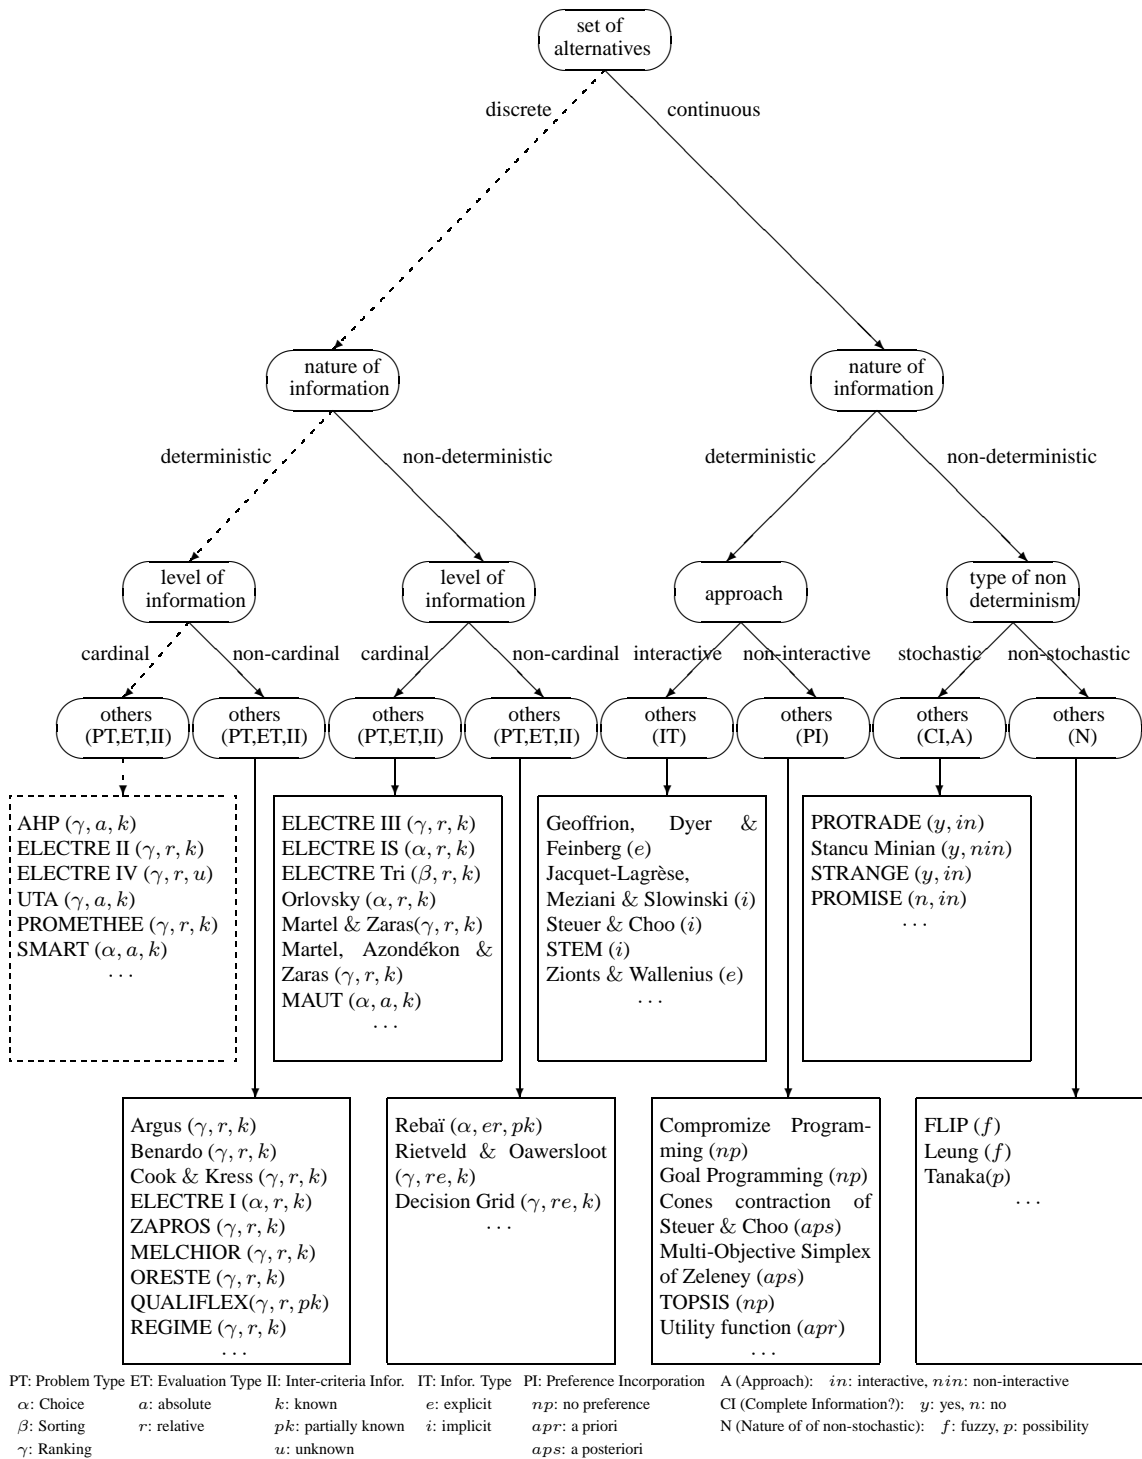 set of
alternatives
discrete
continuous
nature of
information
nature of
information
deterministic
non-deterministic
deterministic
non-deterministic
level of
information
level of
information
approach
type of non
determinism
cardinal
non-cardinal
cardinal
non-cardinal
interactive
non-interactive
stochastic
non-stochastic
others
(PT,ET,II)
others
(PT,ET,II)
others
(PT,ET,II)
others
(PT,ET,II)
others
(IT)
others
(PI)
others
(CI,A)
others
(N)
AHP (γ, a, k)
ELECTRE II (γ, r, k)
ELECTRE IV (γ, r, u)
UTA (γ, a, k)
PROMETHEE (γ, r, k)
SMART (α, a, k)
...
ELECTRE III (γ, r, k)
ELECTRE IS (α, r, k)
ELECTRE Tri (β, r, k)
Orlovsky (α, r, k)
Martel & Zaras(γ, r, k)
Martel, Azondékon &
Zaras (γ, r, k)
MAUT (α, a, k)
...
Geoffrion, Dyer &
Feinberg (e)
Jacquet-Lagrèse,
Meziani & Slowinski (i)
Steuer & Choo (i)
STEM (i)
Zionts & Wallenius (e)
...
PROTRADE (y, in)
Stancu Minian (y, nin)
STRANGE (y, in)
PROMISE (n, in)
...
Argus (γ, r, k)
Benardo (γ, r, k)
Cook & Kress (γ, r, k)
ELECTRE I (α, r, k)
ZAPROS (γ, r, k)
MELCHIOR (γ, r, k)
ORESTE (γ, r, k)
QUALIFLEX(γ, r, pk)
REGIME (γ, r, k)
...
Rebaï (α, er, pk)
Rietveld & Oawersloot
(γ, re, k)
Decision Grid (γ, re, k)
...
Compromize Program-
ming (np)
Goal Programming (np)
Cones contraction of
Steuer & Choo (aps)
Multi-Objective Simplex
of Zeleney (aps)
TOPSIS (np)
Utility function (apr)
...
FLIP (f)
Leung (f)
Tanaka(p)
...
PT: Problem Type ET: Evaluation Type II: Inter-criteria Infor. IT: Infor. Type PI: Preference Incorporation A (Approach): in: interactive, nin: non-interactive
α: Choice a: absolute k: known e: explicit np: no preference CI (Complete Information?): y: yes, n: no
β: Sorting r: relative pk: partially known i: implicit apr: a priori N (Nature of of non-stochastic): f: fuzzy, p: possibility
γ: Ranking u: unknown aps: a posteriori